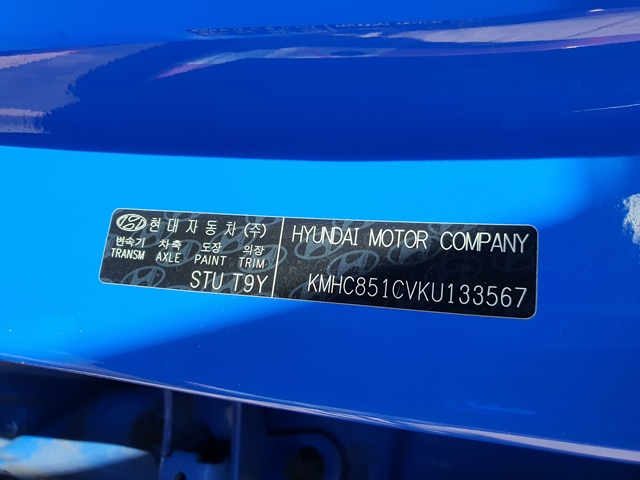 현대자동차(주)
변속기 차축 도장 의장
TRANSM AXLE PAINT TRIM
STU T9Y
HYUNDAI MOTOR COMPANY
KMHC851CVKU133567